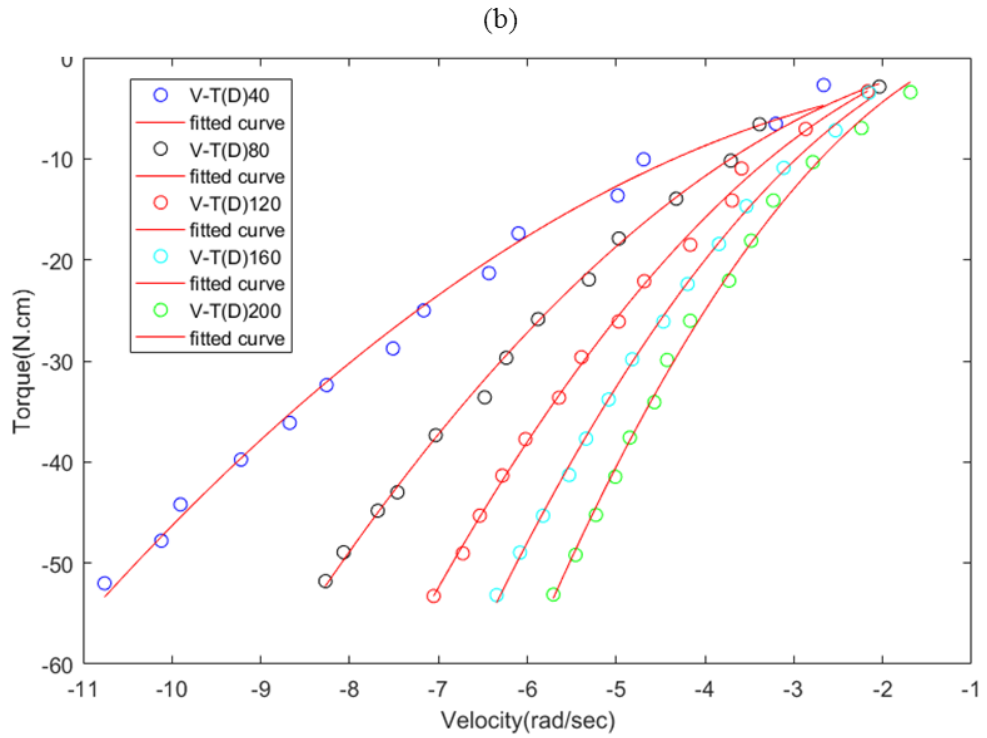 (b)
0
-10
-20
-30
-40
-50
-60
Torque(N.cm)
V-T(D)40
fitted curve
V-T(D)80
fitted curve
V-T(D)120
fitted curve
V-T(D)160
fitted curve
V-T(D)200
fitted curve
-11 -10 -9 -8 -7 -6 -5 -4 -3 -2 -1
Velocity(rad/sec)